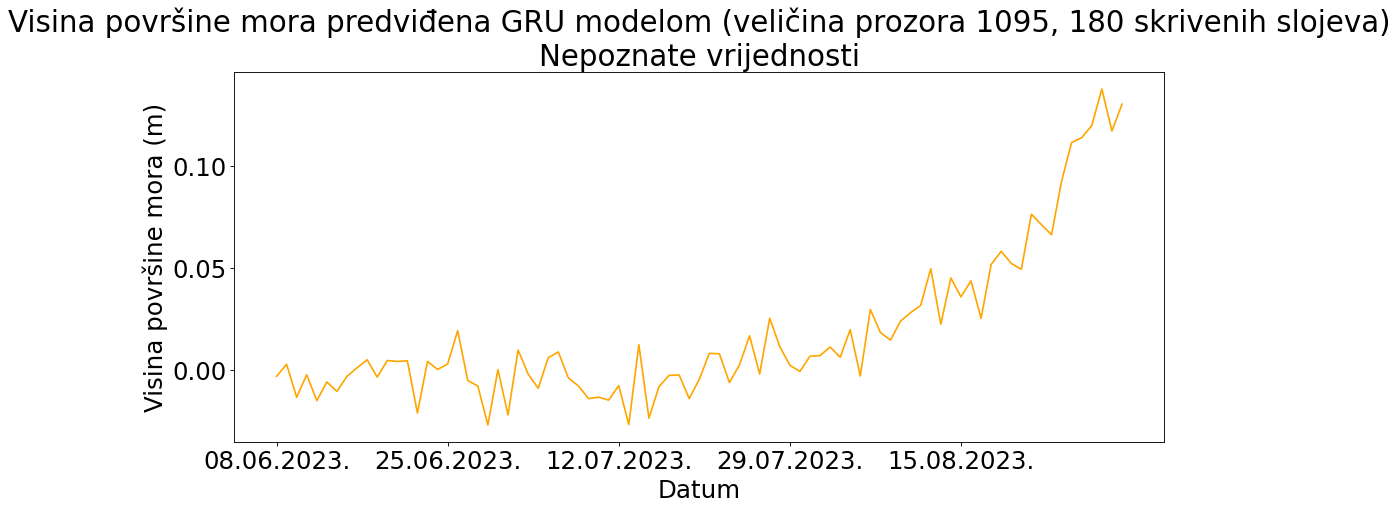 Visina površine mora predviđena GRU modelom (veličina prozora 1095, 180 skrivenih slojeva)
Nepoznate vrijednosti
Visina površine mora (m)
0.10
0.05
0.00
08.06.2023. 25.06.2023. 12.07.2023. 29.07.2023. 15.08.2023.
Datum